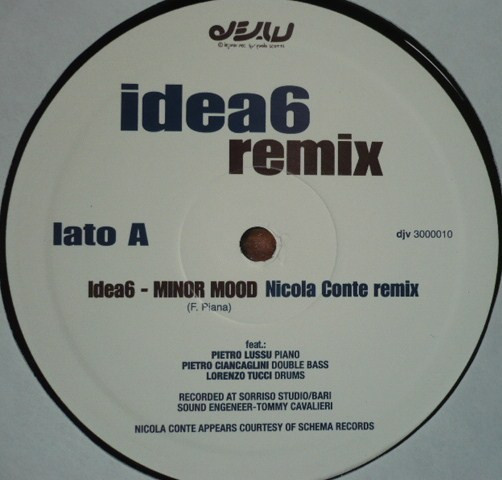 idea6
remix
lato A
djv 3000010
Idea6 - MINOR MOOD Nicola Conte remix
(F. Piana)
feat.:
PIETRO LUSSU PIANO
PIETRO CIANCAGLINI DOUBLE BASS
LORENZO TUCCI DRUMS
RECORDED AT SORRISO STUDIO/BARI
SOUND ENGENEER-TOMMY CAVALIERI
NICOLA CONTE APPEARS COURTESY OF SCHEMA RECORDS